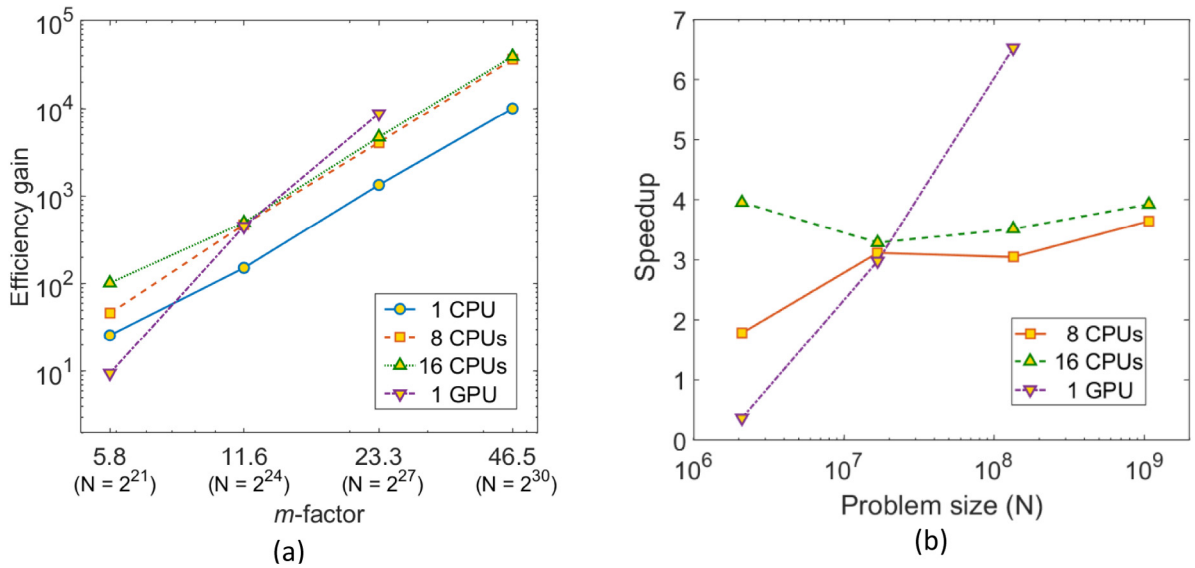 10^5
10^4
10^3
10^2
10^1
Efficiency gain
1 CPU
8 CPUs
16 CPUs
1 GPU
5.8 11.6 23.3 46.5
(N = 2^21) (N = 2^24) (N = 2^27) (N = 2^30)
m-factor
(a)
7
6
5
4
3
2
1
0
Speedup
8 CPUs
16 CPUs
1 GPU
10^6 10^7 10^8 10^9
Problem size (N)
(b)